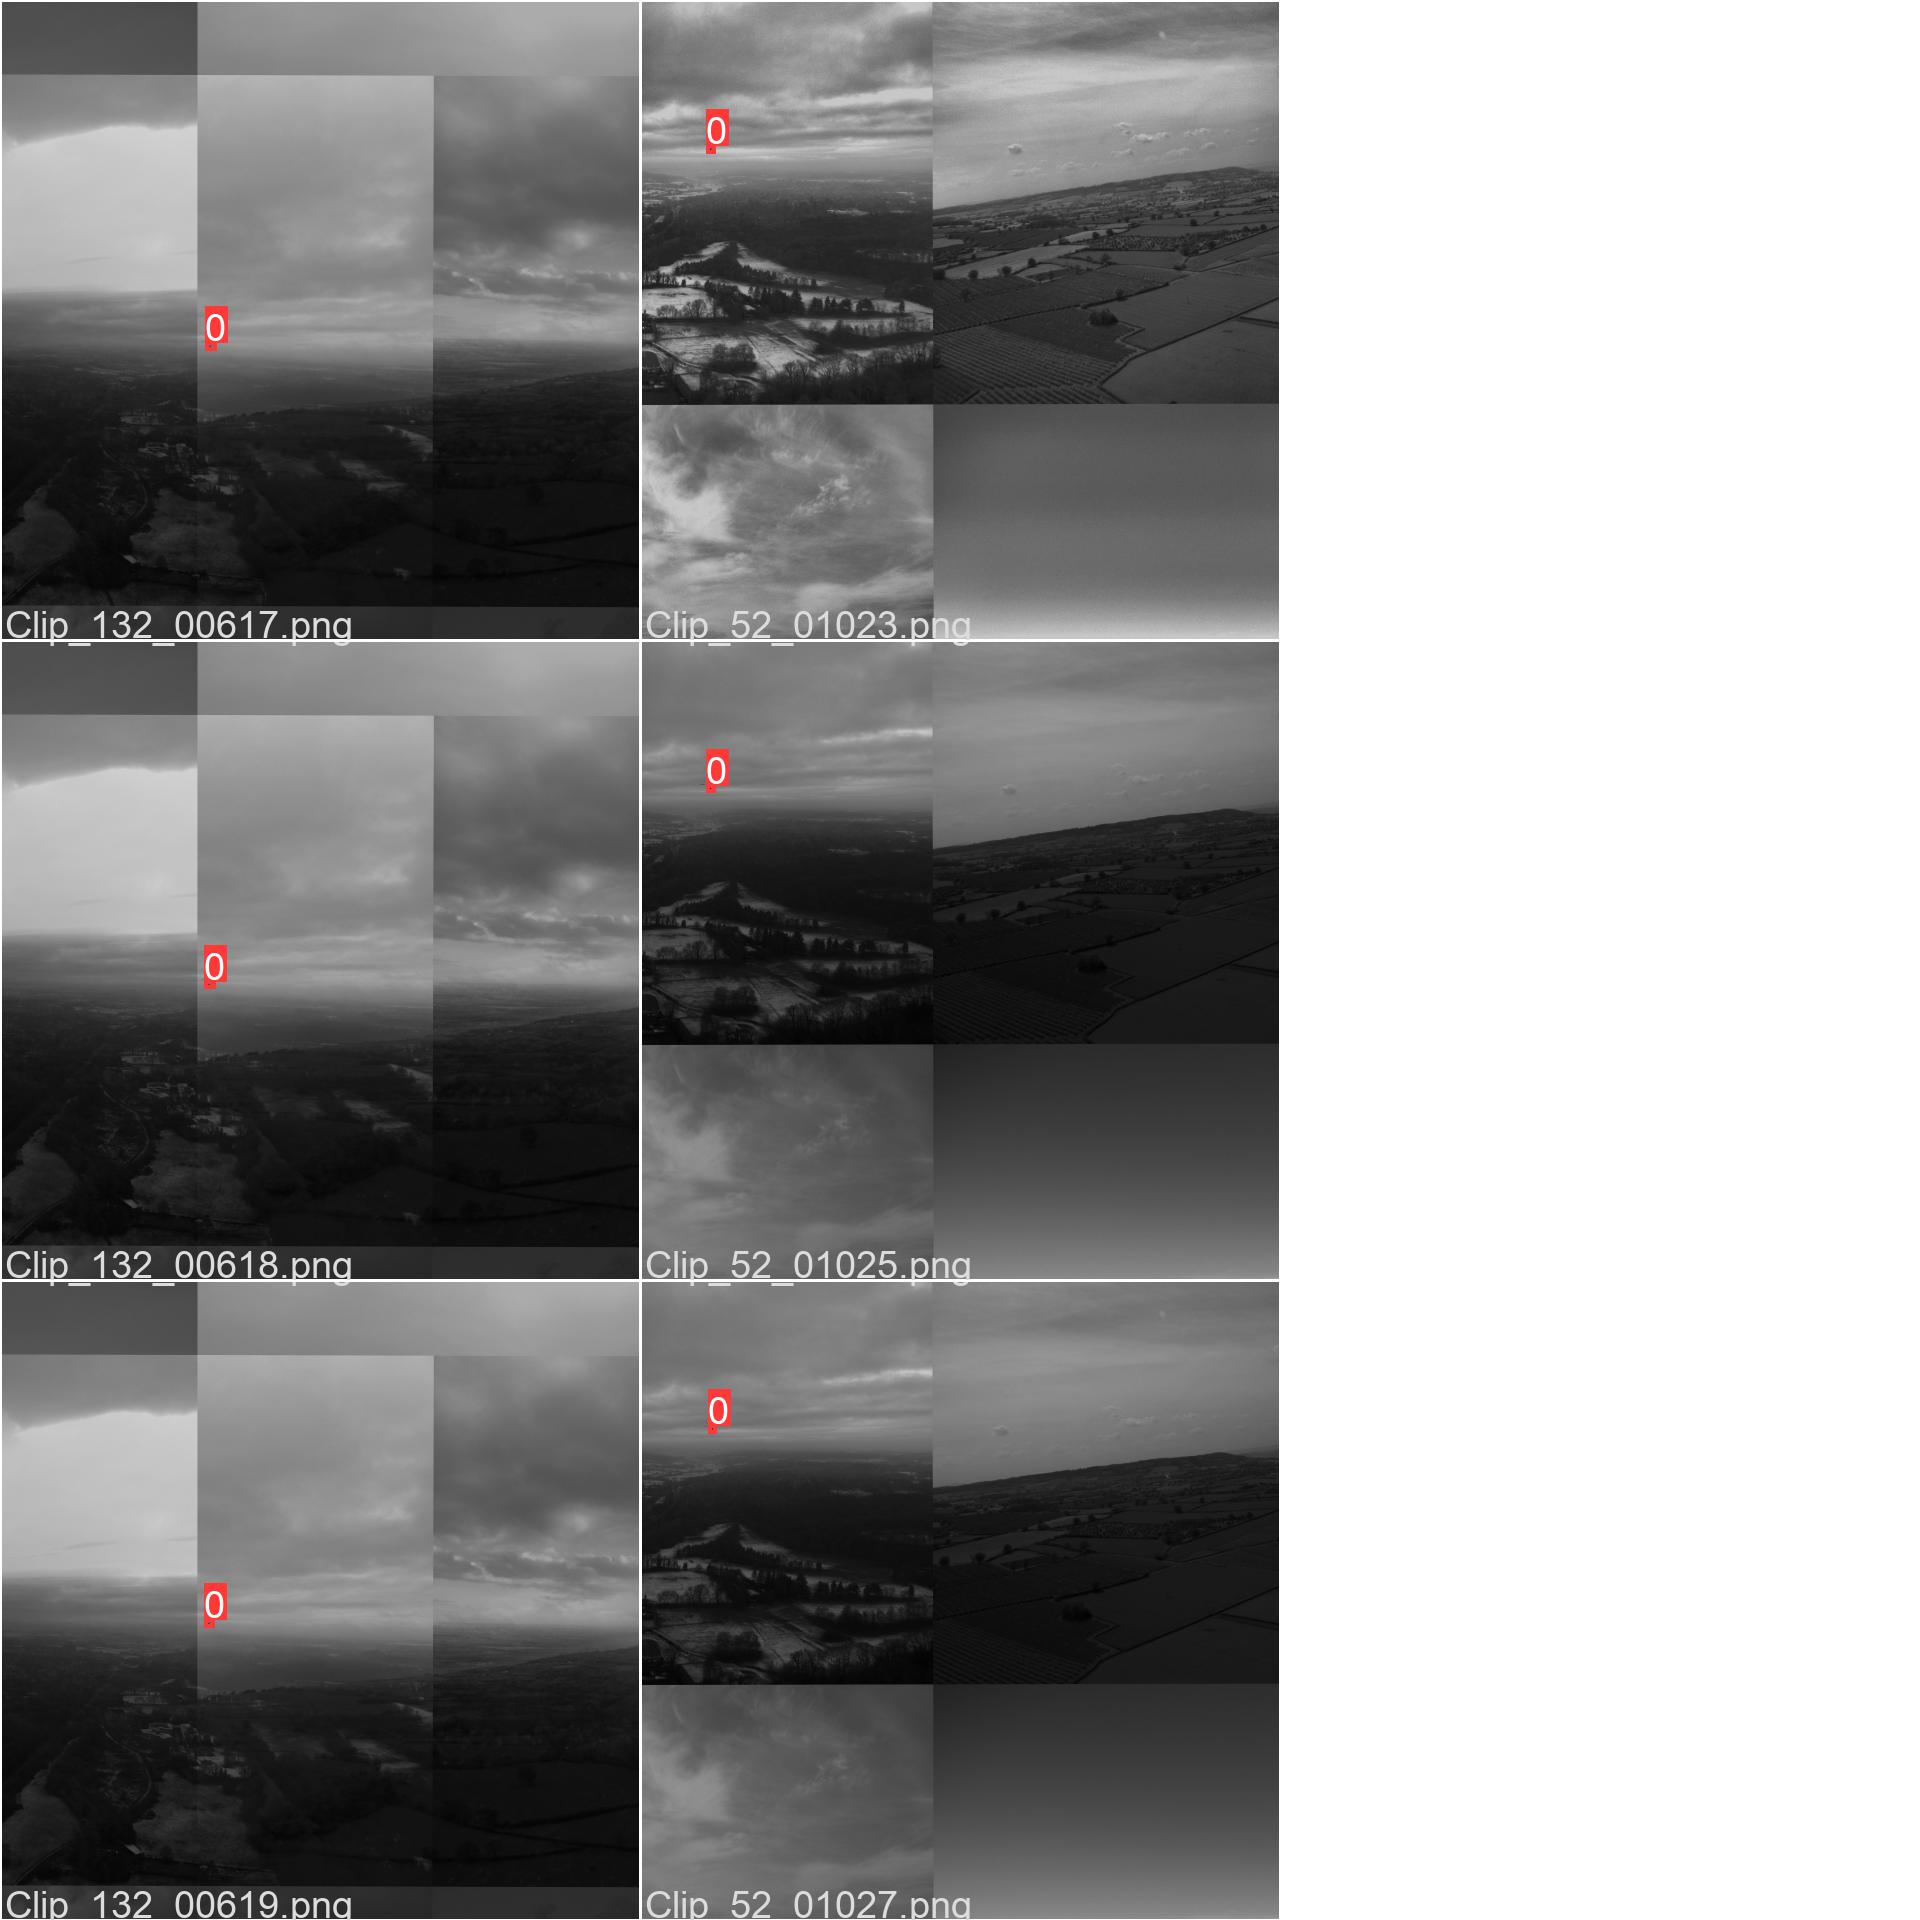 0
0
Clip_132_00617.png
Clip_52_01023.png
0
0
Clip_132_00618.png
Clip_52_01025.png
0
0
Clip_132_00619.png
Clip_52_01027.png